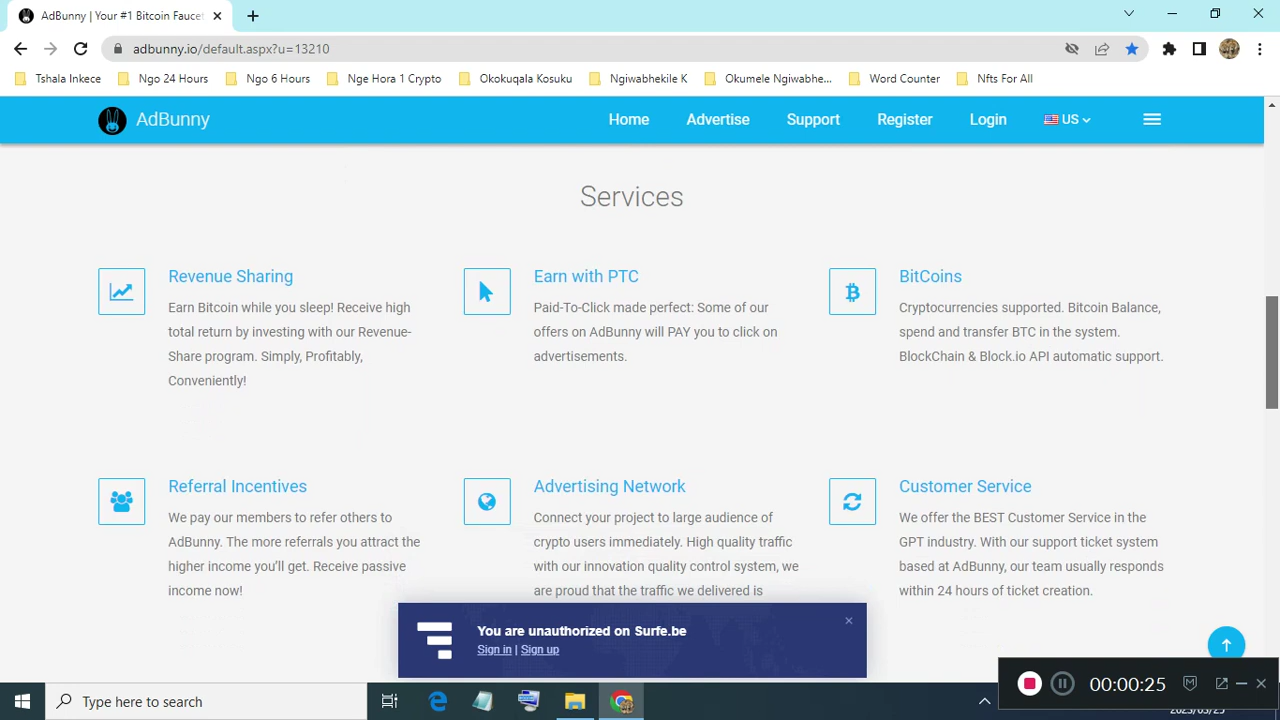 AdBunny | Your #1 Bitcoin Faucet
adbunny.io/default.aspx?u=13210
Tshala Inkece
Ngo 24 Hours
Ngo 6 Hours
Nge Hora 1 Crypto
Okokuqala Kosuku
Ngiwabhekile K
Okumele Ngiwabhe...
Word Counter
Nfts For All
AdBunny
Home
Advertise
Support
Register
Login
US
Services
Revenue Sharing
Earn Bitcoin while you sleep! Receive high
total return by investing with our Revenue-
Share program. Simply, Profitably,
Conveniently!
Earn with PTC
Paid-To-Click made perfect: Some of our
offers on AdBunny will PAY you to click on
advertisements.
BitCoins
Cryptocurrencies supported. Bitcoin Balance,
spend and transfer BTC in the system.
BlockChain & Block.io API automatic support.
Referral Incentives
We pay our members to refer others to
AdBunny. The more referrals you attract the
higher income you'll get. Receive passive
income now!
Advertising Network
Connect your project to large audience of
crypto users immediately. High quality traffic
with our innovation quality control system, we
are proud that the traffic we delivered is
Customer Service
We offer the BEST Customer Service in the
GPT industry. With our support ticket system
based at AdBunny, our team usually responds
within 24 hours of ticket creation.
You are unauthorized on Surfe.be
Sign in | Sign up
00:00:25
Type here to search